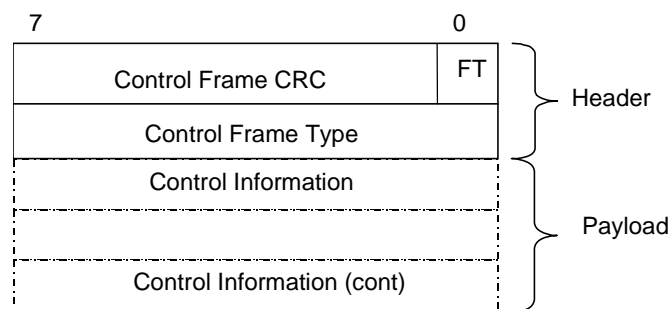 7 0
Control Frame CRC FT
Header
Control Frame Type
Control Information
Payload
Control Information (cont)